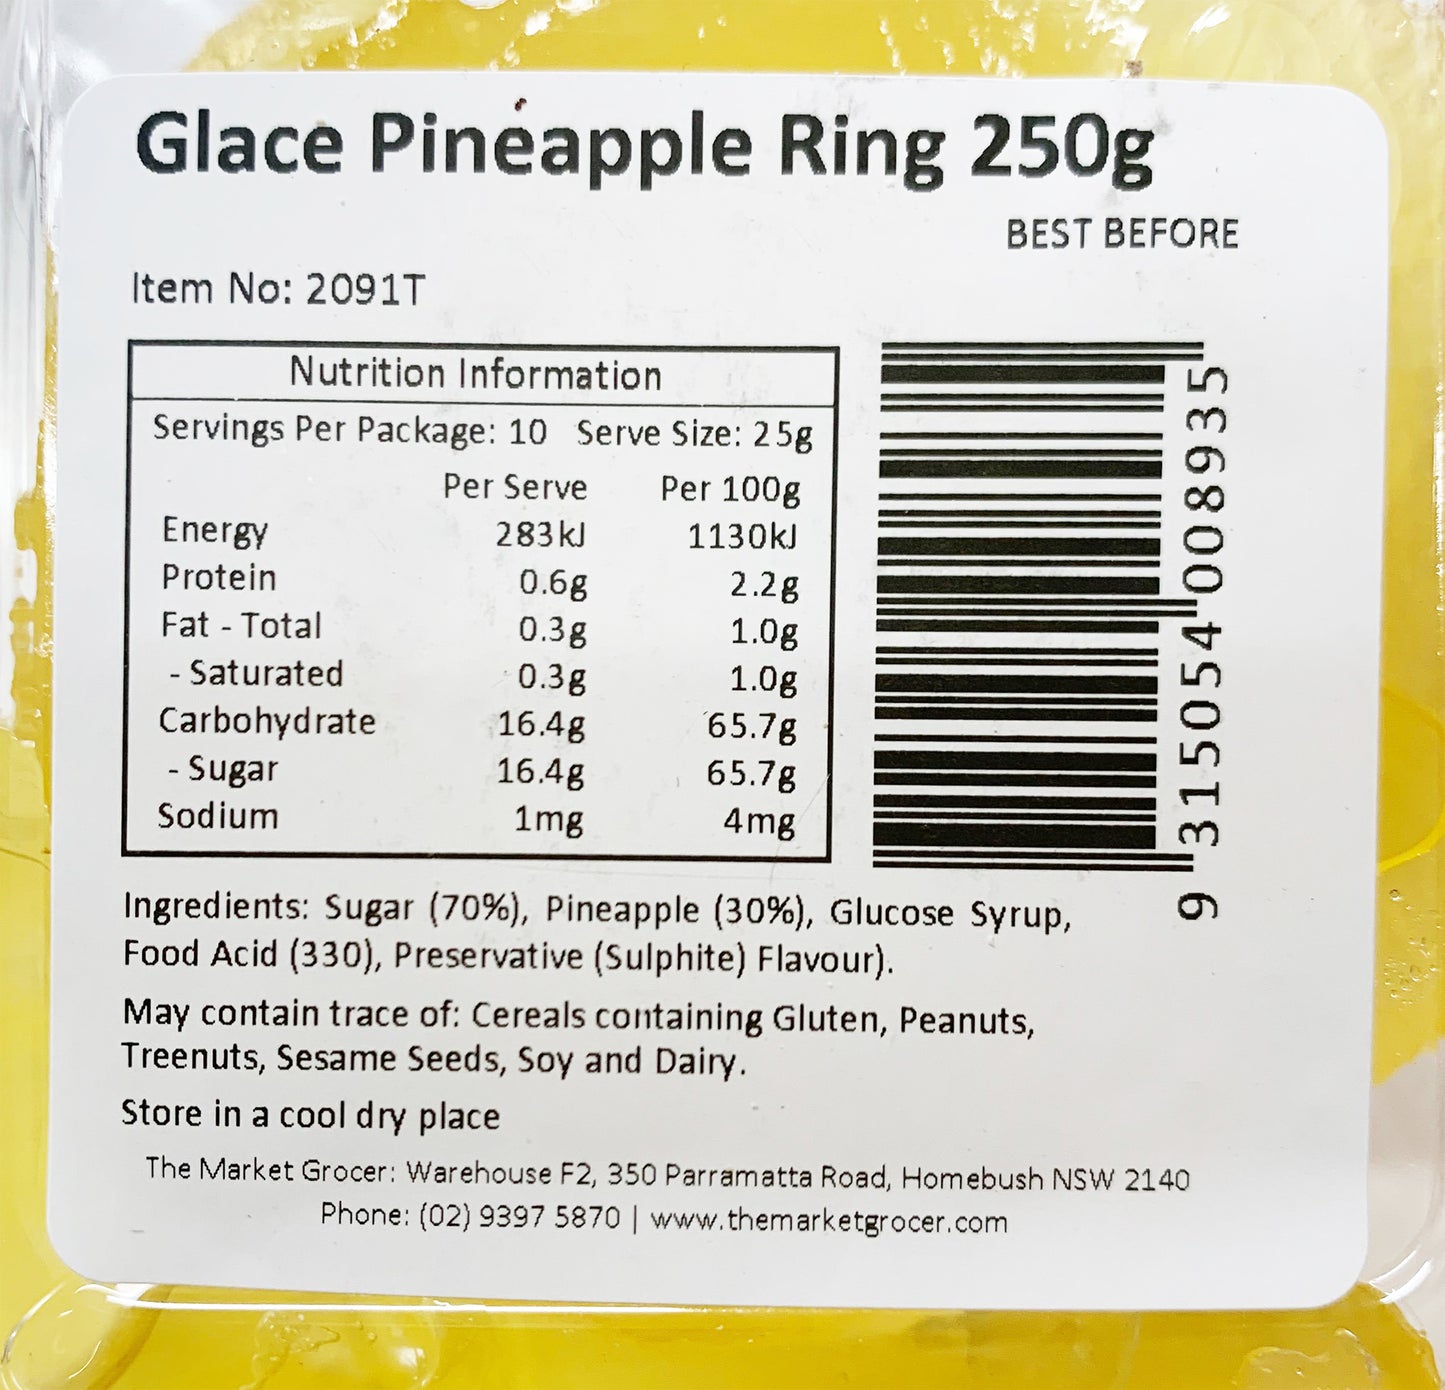 Glace Pineapple Ring 250g
BEST BEFORE
Item No: 2091T
Nutrition Information
Servings Per Package: 10 Serve Size: 25g
Per Serve Per 100g
Energy 283kJ 1130kJ
Protein 0.6g 2.2g
Fat - Total 0.3g 1.0g
- Saturated 0.3g 1.0g
Carbohydrate 16.4g 65.7g
- Sugar 16.4g 65.7g
Sodium 1mg 4mg
9 315054 008935
Ingredients: Sugar (70%), Pineapple (30%), Glucose Syrup,
Food Acid (330), Preservative (Sulphite) Flavour).
May contain trace of: Cereals containing Gluten, Peanuts,
Treenuts, Sesame Seeds, Soy and Dairy.
Store in a cool dry place
The Market Grocer: Warehouse F2, 350 Parramatta Road, Homebush NSW 2140
Phone: (02) 9397 5870 | www.themarketgrocer.com